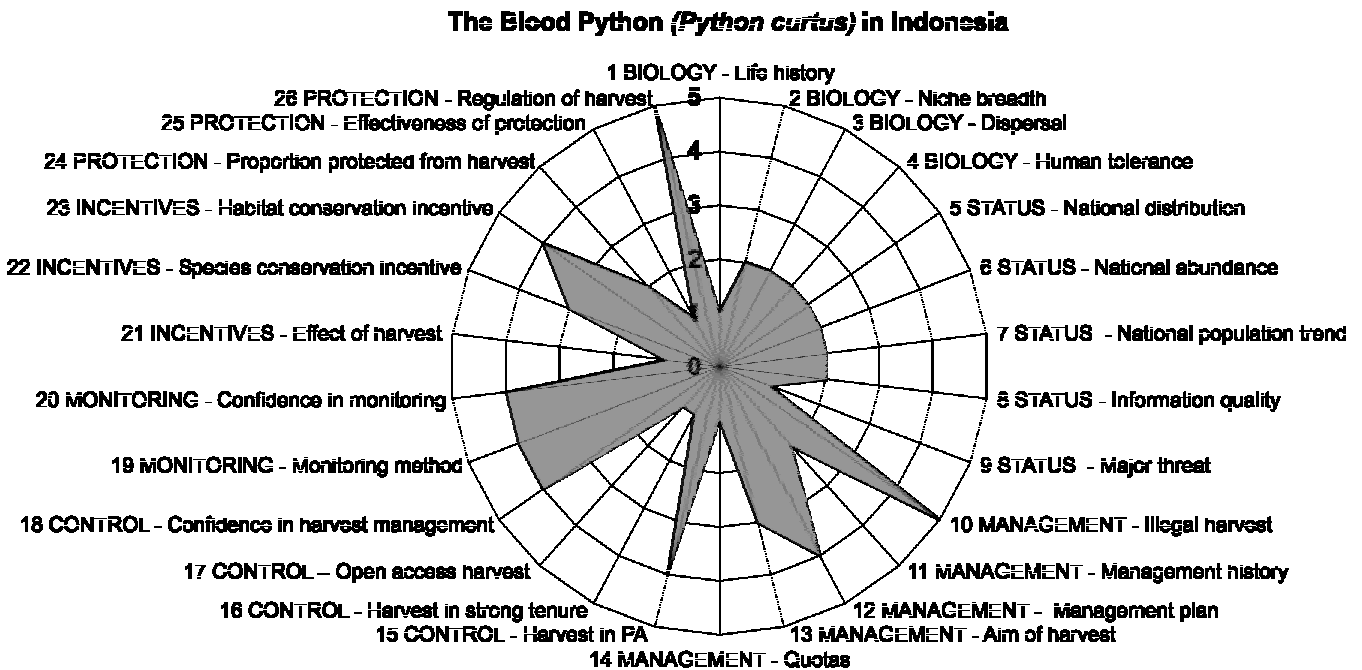 The Blood Python (Python curtus) in Indonesia
1 BIOLOGY - Life history
26 PROTECTION - Regulation of harvest
5
2 BIOLOGY - Niche breadth
25 PROTECTION - Effectiveness of protection
3 BIOLOGY - Dispersal
4
24 PROTECTION - Proportion protected from harvest
4 BIOLOGY - Human tolerance
3
23 INCENTIVES - Habitat conservation incentive
5 STATUS - National distribution
2
22 INCENTIVES - Species conservation incentive
6 STATUS - National abundance
1
21 INCENTIVES - Effect of harvest
7 STATUS - National population trend
0
20 MONITORING - Confidence in monitoring
8 STATUS - Information quality
19 MONITORING - Monitoring method
9 STATUS - Major threat
18 CONTROL - Confidence in harvest management
10 MANAGEMENT - Illegal harvest
17 CONTROL – Open access harvest
11 MANAGEMENT - Management history
16 CONTROL - Harvest in strong tenure
12 MANAGEMENT - Management plan
15 CONTROL - Harvest in PA
13 MANAGEMENT - Aim of harvest
14 MANAGEMENT - Quotas